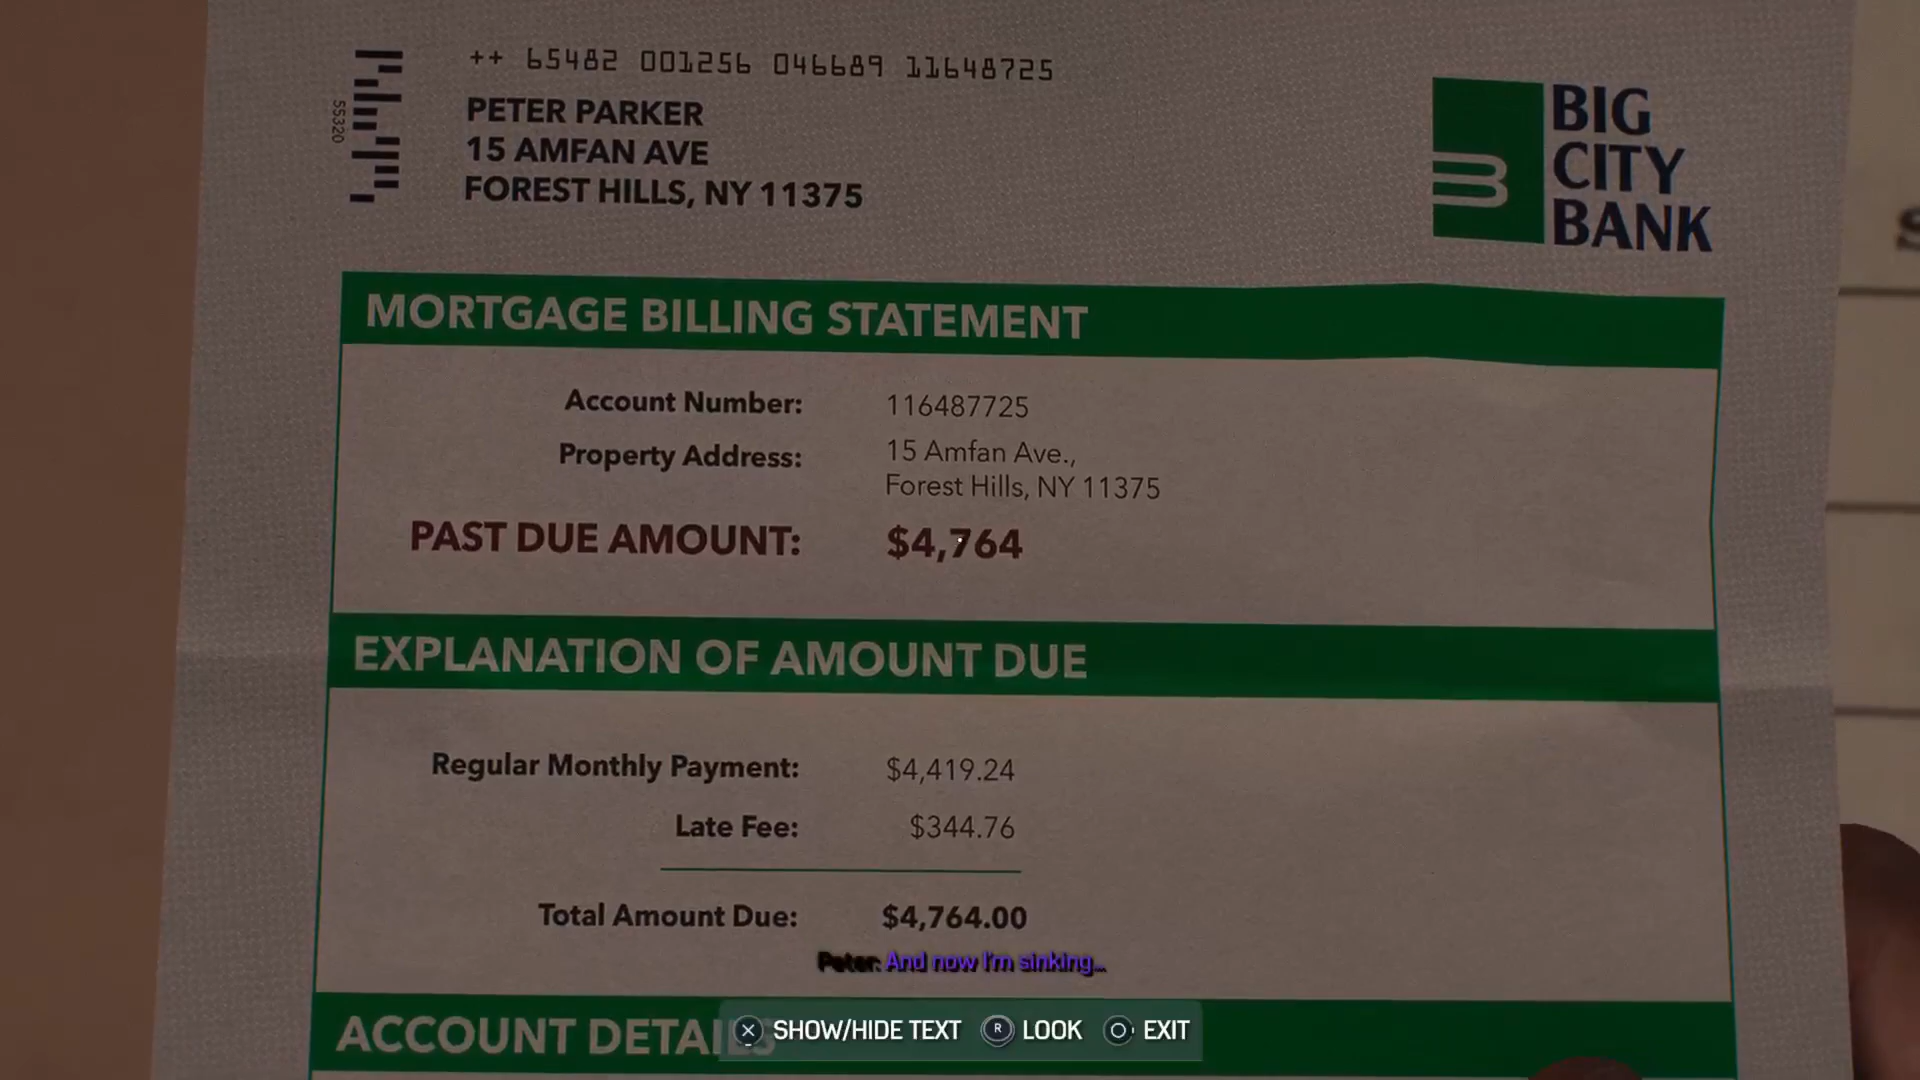 ++ 65482 001256 046689 11648725
55320
PETER PARKER
15 AMFAN AVE
FOREST HILLS, NY 11375
BIG
CITY
BANK
MORTGAGE BILLING STATEMENT
Account Number: 116487725
Property Address: 15 Amfan Ave.,
Forest Hills, NY 11375
PAST DUE AMOUNT: $4,764
EXPLANATION OF AMOUNT DUE
Regular Monthly Payment: $4,419.24
Late Fee: $344.76
Total Amount Due: $4,764.00
Peter: And now I'm sinking...
ACCOUNT DETAILS
SHOW/HIDE TEXT R LOOK EXIT